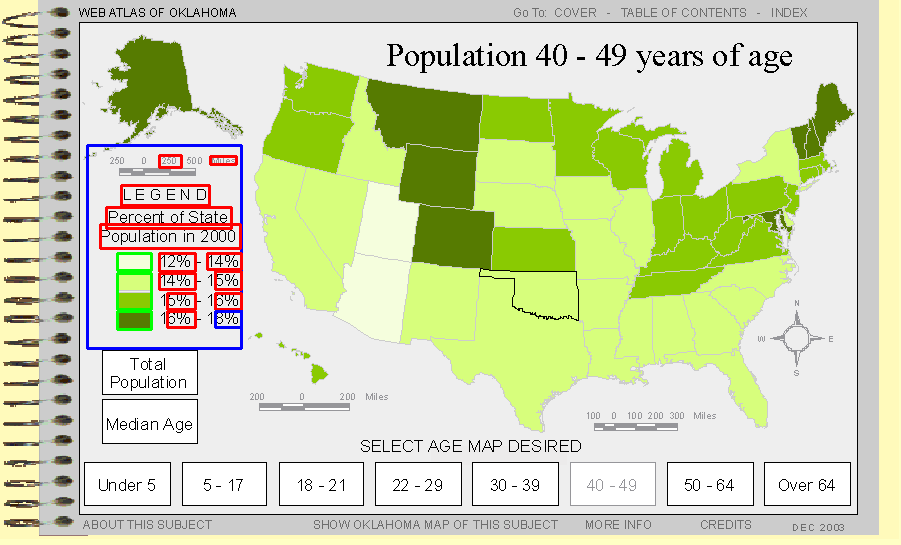 WEB ATLAS OF OKLAHOMA
Go To: COVER - TABLE OF CONTENTS - INDEX
Population 40 - 49 years of age
250 0 250 500 Miles
LEGEND
Percent of State
Population in 2000
12% - 14%
14% - 15%
15% - 16%
16% - 18%
Total
Population
Median Age
N
W E
S
200 0 200 Miles
100 0 100 200 300 Miles
SELECT AGE MAP DESIRED
Under 5 5 - 17 18 - 21 22 - 29 30 - 39 40 - 49 50 - 64 Over 64
ABOUT THIS SUBJECT SHOW OKLAHOMA MAP OF THIS SUBJECT MORE INFO CREDITS DEC 2003